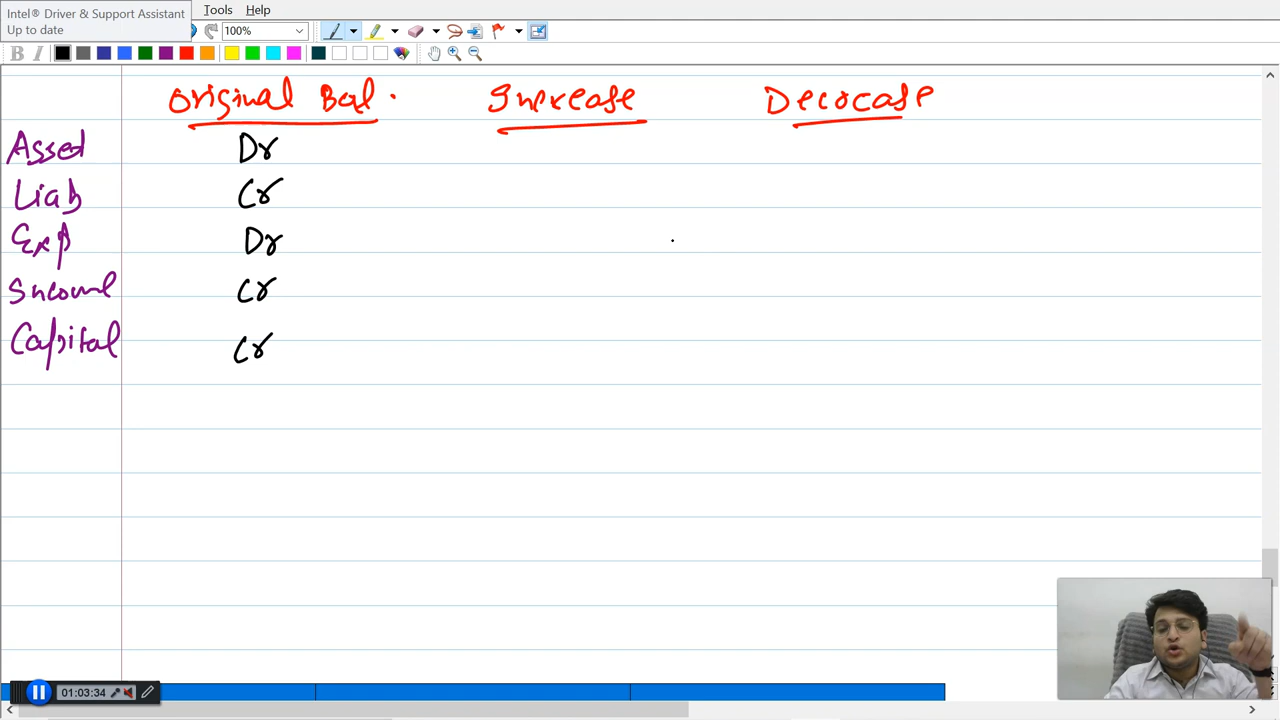 Intel® Driver & Support Assistant
Up to date
Tools Help
100%
B I
Original Bal. Increase Decrease
Asset Dr
Liab Cr
Exp Dr
Income Cr
Capital Cr
01:03:34